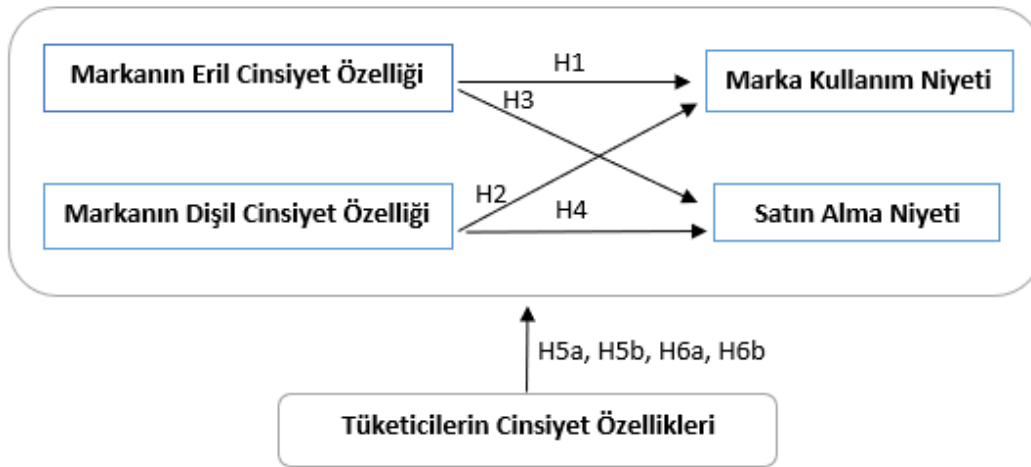 Markanın Eril Cinsiyet Özelliği
H1
Marka Kullanım Niyeti
H3
Markanın Dişil Cinsiyet Özelliği
H2
H4
Satın Alma Niyeti
H5a, H5b, H6a, H6b
Tüketicilerin Cinsiyet Özellikleri